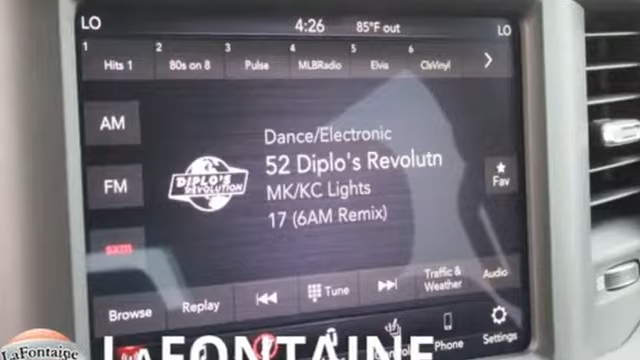 LO 4:26 85°F out LO
1 2 3 4 5 6
Hits 1 80s on 8 Pulse MLBRadio Elvis ClsVinyl
AM
Dance/Electronic
52 Diplo's Revolutn
DIPLO'S REVOLUTION
FM
MK/KC Lights
Fav
17 (6AM Remix)
sxm
Browse Replay Tune Traffic & Weather Audio
Phone Settings
LaFontaine
LAFONTAINE